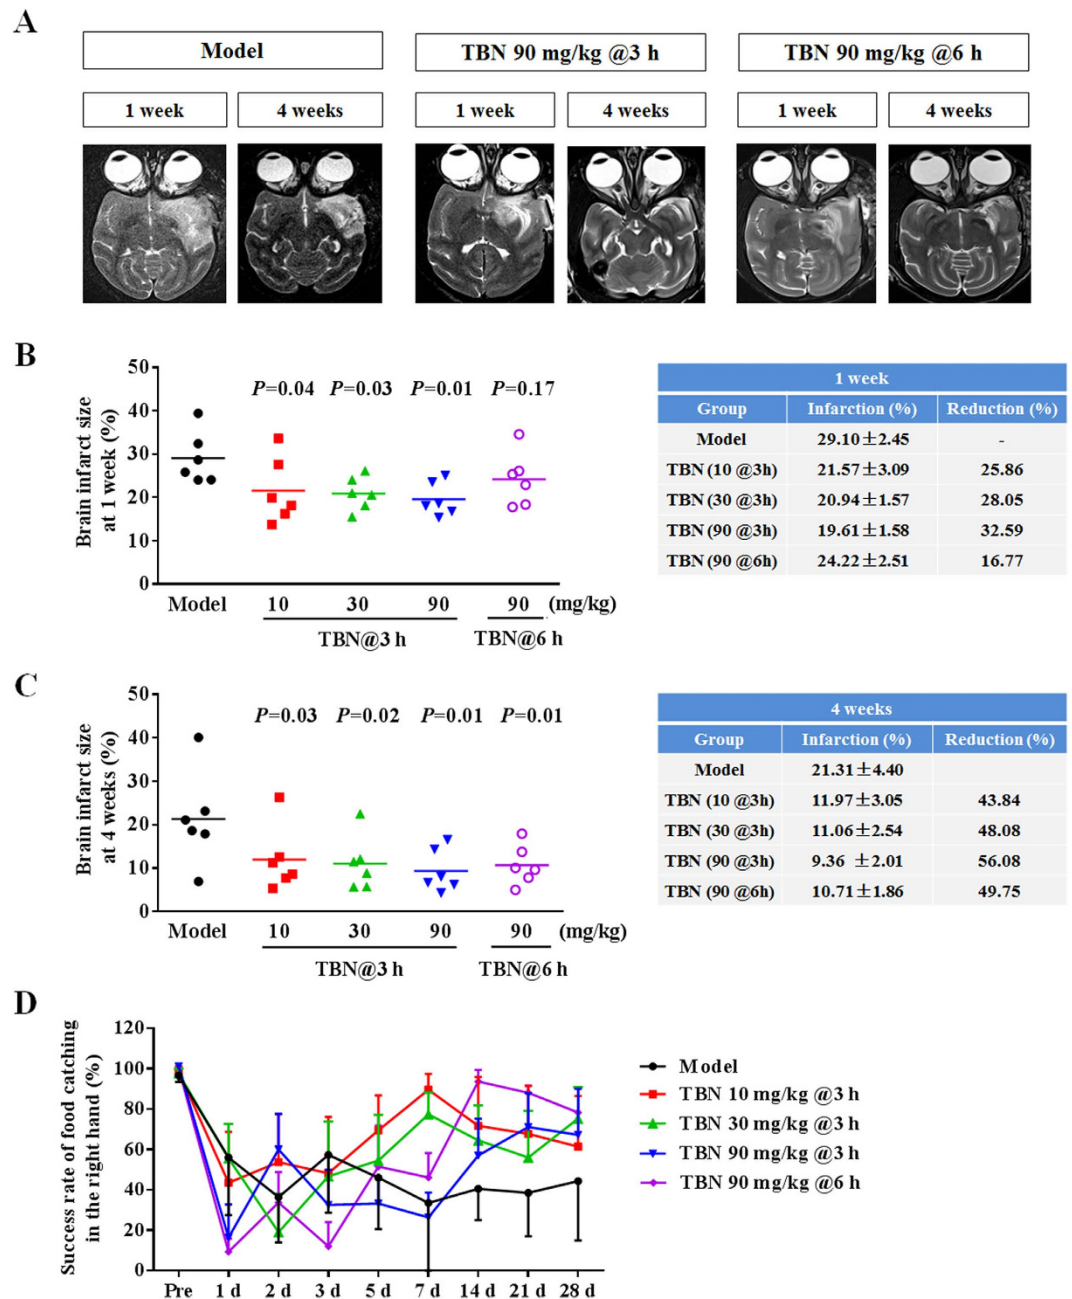 A
Model
TBN 90 mg/kg @3 h
TBN 90 mg/kg @6 h
1 week
4 weeks
1 week
4 weeks
1 week
4 weeks
B
Brain infarct size
at 1 week (%)
50
40
30
20
10
0
P=0.04
P=0.03
P=0.01
P=0.17
Model
10
30
90
90
(mg/kg)
TBN@3 h
TBN@6 h
1 week
Group Infarction (%) Reduction (%)
Model 29.10±2.45 -
TBN (10 @3h) 21.57±3.09 25.86
TBN (30 @3h) 20.94±1.57 28.05
TBN (90 @3h) 19.61±1.58 32.59
TBN (90 @6h) 24.22±2.51 16.77
C
Brain infarct size
at 4 weeks (%)
50
40
30
20
10
0
P=0.03
P=0.02
P=0.01
P=0.01
Model
10
30
90
90
(mg/kg)
TBN@3 h
TBN@6 h
4 weeks
Group Infarction (%) Reduction (%)
Model 21.31±4.40
TBN (10 @3h) 11.97±3.05 43.84
TBN (30 @3h) 11.06±2.54 48.08
TBN (90 @3h) 9.36 ±2.01 56.08
TBN (90 @6h) 10.71±1.86 49.75
D
Success rate of food catching
in the right hand (%)
120
100
80
60
40
20
0
Pre
1 d
2 d
3 d
5 d
7 d
14 d
21 d
28 d
Model
TBN 10 mg/kg @3 h
TBN 30 mg/kg @3 h
TBN 90 mg/kg @3 h
TBN 90 mg/kg @6 h